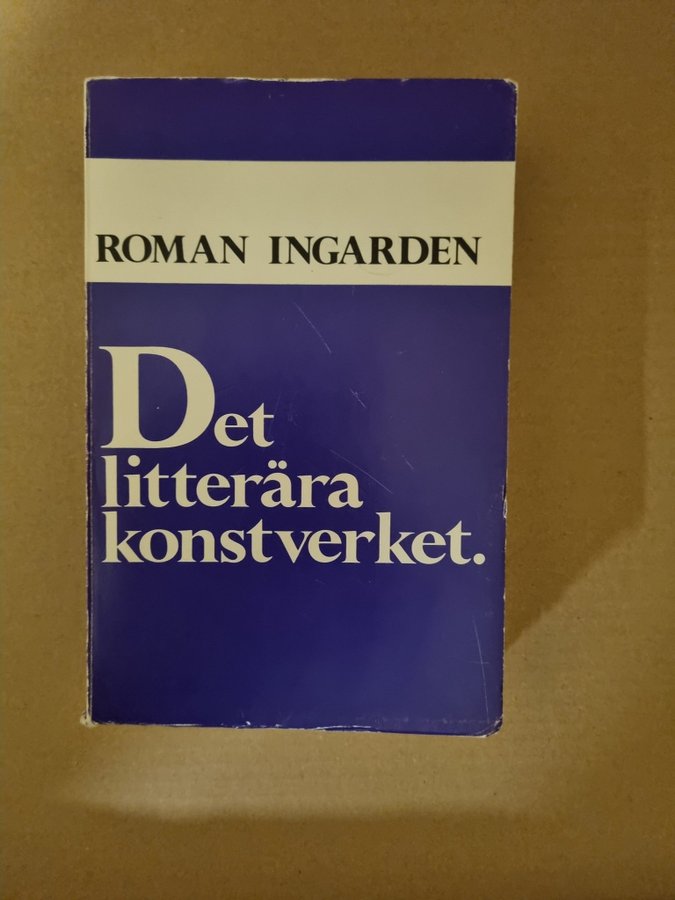 ROMAN INGARDEN
Det
litterära
konstverket.